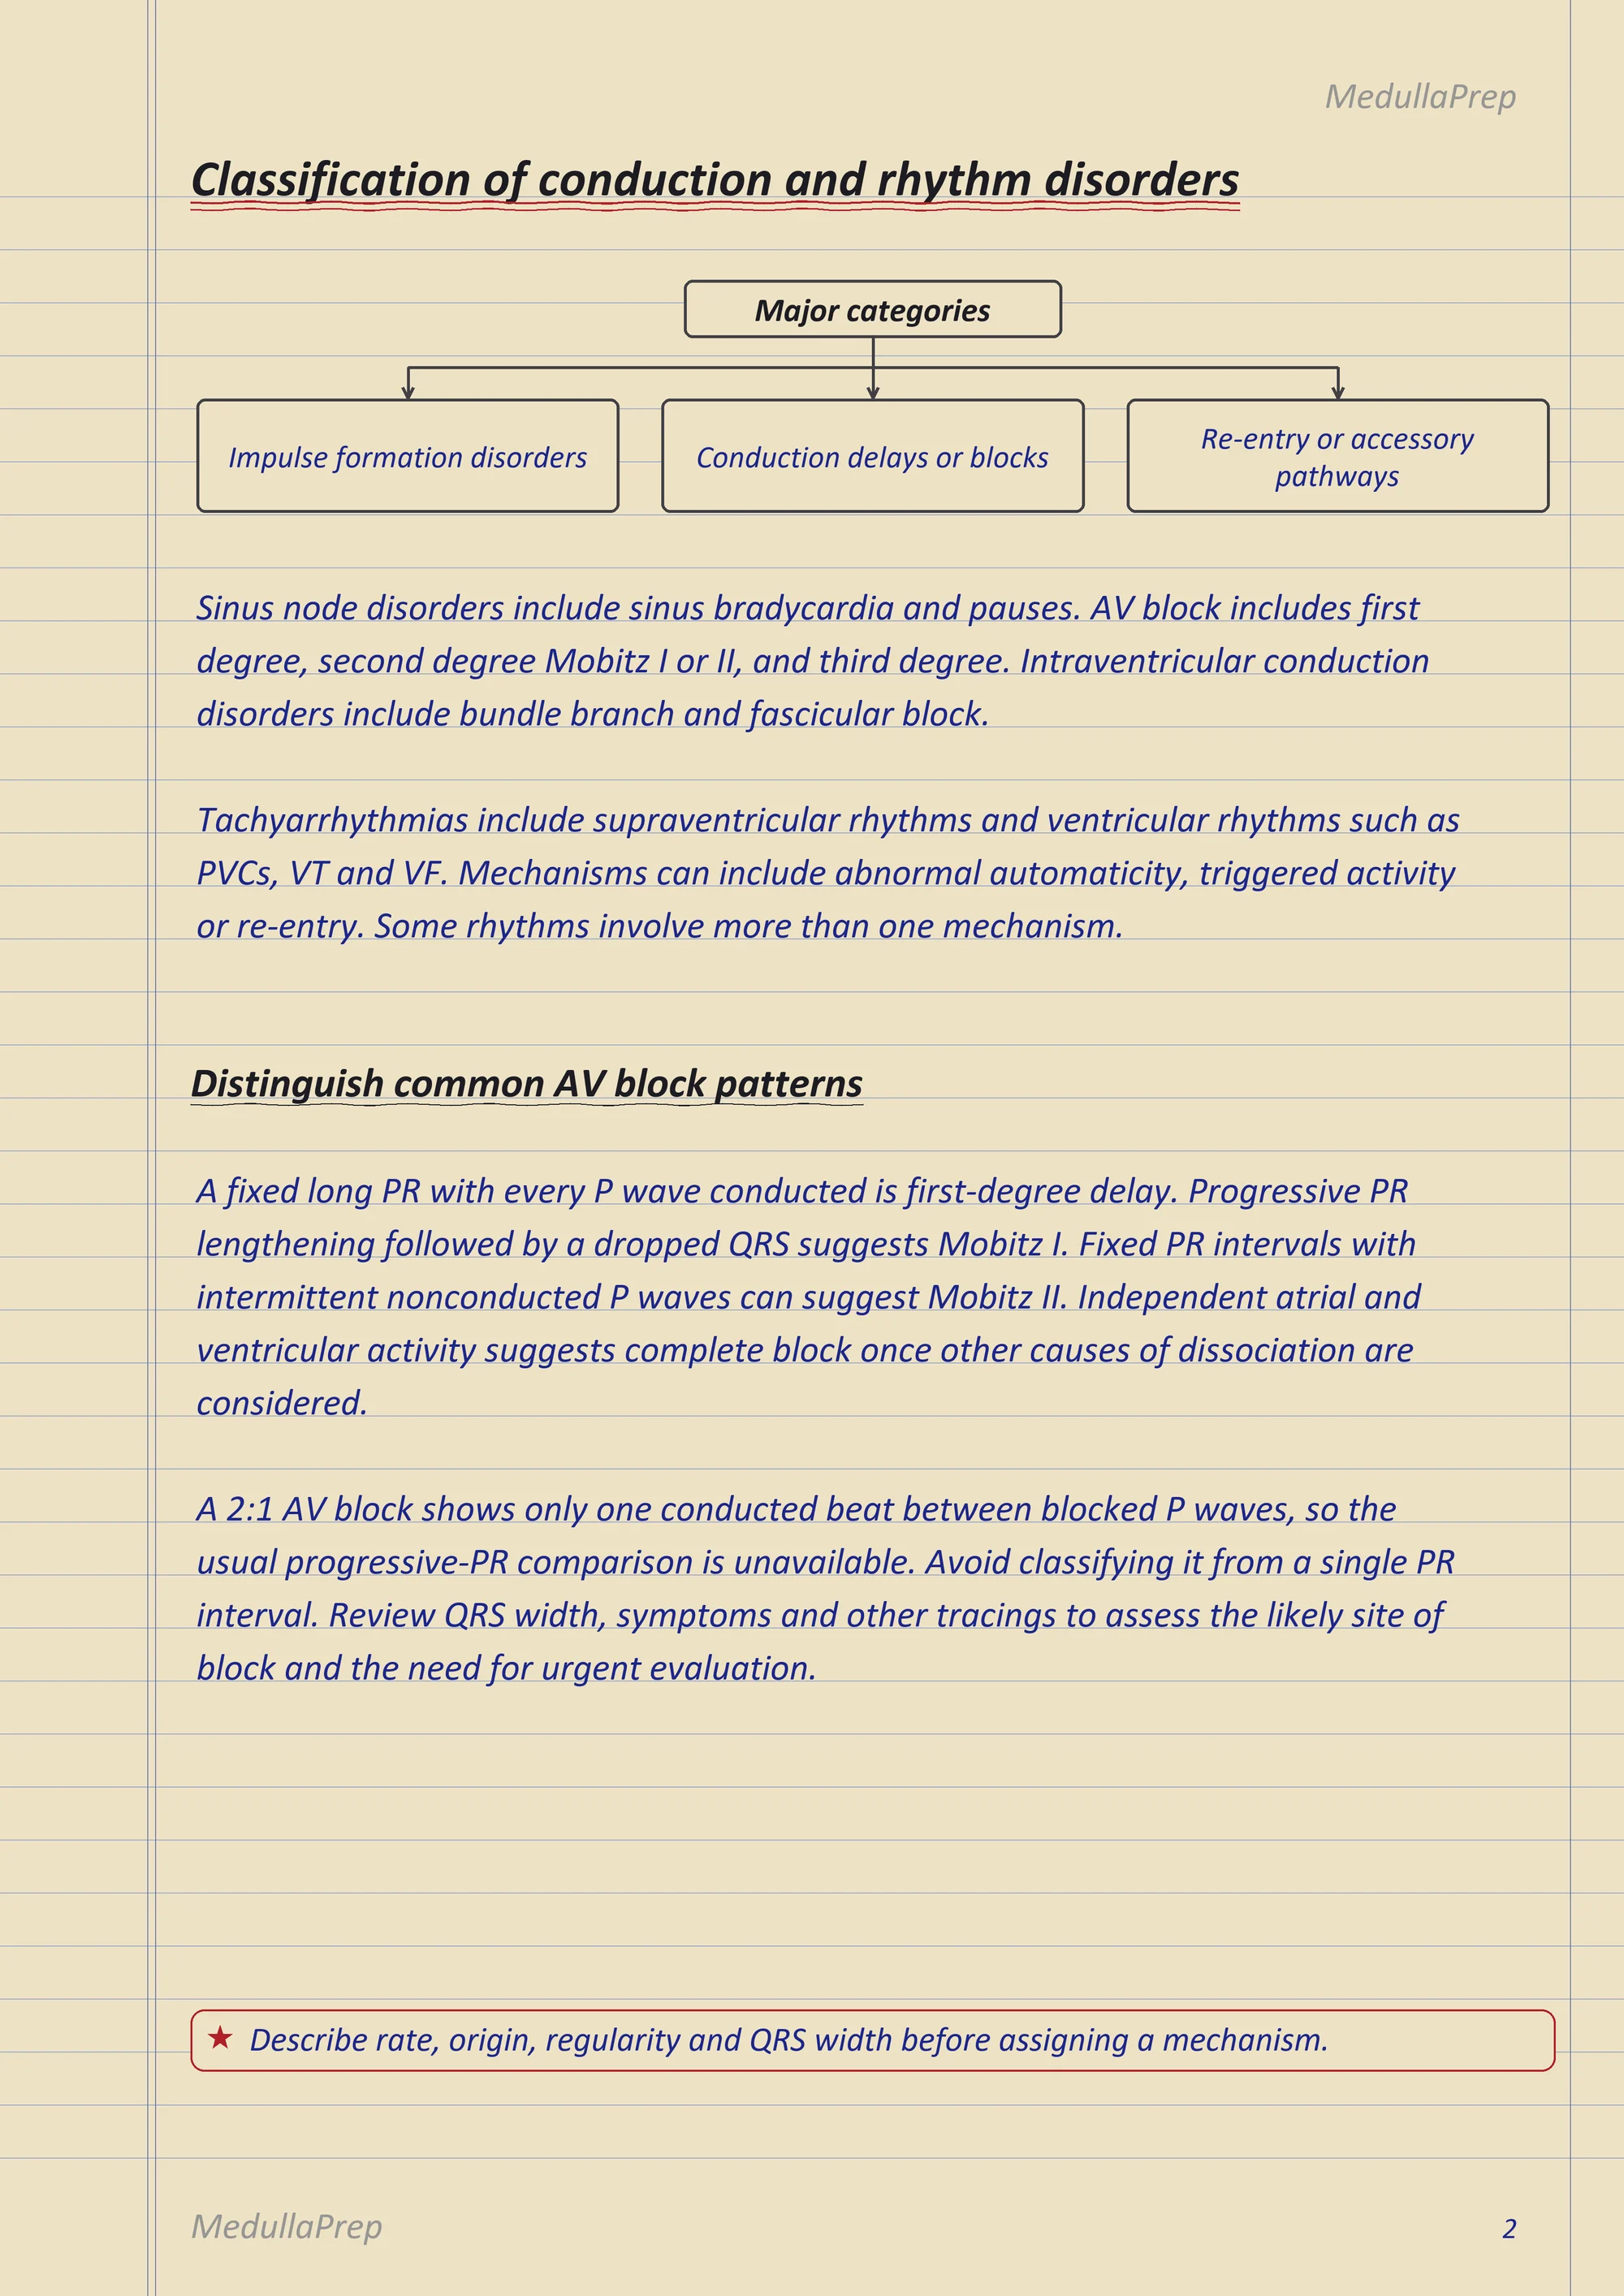 MedullaPrep
Classification of conduction and rhythm disorders
Major categories
Impulse formation disorders
Conduction delays or blocks
Re-entry or accessory
pathways
Sinus node disorders include sinus bradycardia and pauses. AV block includes first
degree, second degree Mobitz I or II, and third degree. Intraventricular conduction
disorders include bundle branch and fascicular block.
Tachyarrhythmias include supraventricular rhythms and ventricular rhythms such as
PVCs, VT and VF. Mechanisms can include abnormal automaticity, triggered activity
or re-entry. Some rhythms involve more than one mechanism.
Distinguish common AV block patterns
A fixed long PR with every P wave conducted is first-degree delay. Progressive PR
lengthening followed by a dropped QRS suggests Mobitz I. Fixed PR intervals with
intermittent nonconducted P waves can suggest Mobitz II. Independent atrial and
ventricular activity suggests complete block once other causes of dissociation are
considered.
A 2:1 AV block shows only one conducted beat between blocked P waves, so the
usual progressive-PR comparison is unavailable. Avoid classifying it from a single PR
interval. Review QRS width, symptoms and other tracings to assess the likely site of
block and the need for urgent evaluation.
★ Describe rate, origin, regularity and QRS width before assigning a mechanism.
MedullaPrep
2